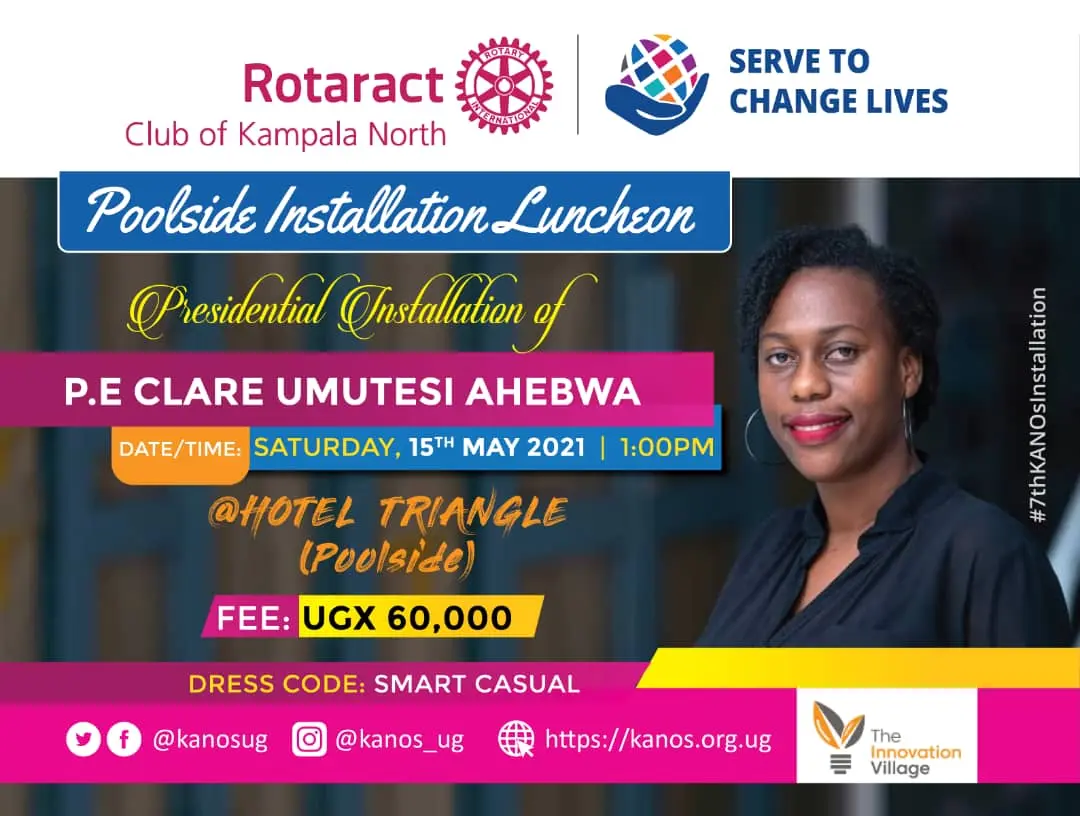 Rotaract
Club of Kampala North
ROTARY
INTERNATIONAL
SERVE TO
CHANGE LIVES
Poolside Installation Luncheon
Presidential Installation of
P.E CLARE UMUTESI AHEBWA
DATE/TIME: SATURDAY, 15TH MAY 2021 | 1:00PM
@HOTEL TRIANGLE
(Poolside)
FEE: UGX 60,000
DRESS CODE: SMART CASUAL
@kanosug @kanos_ug https://kanos.org.ug
The
Innovation
Village
#7thKANOsInstallation